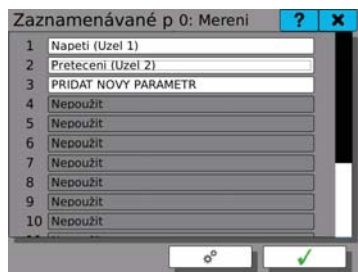 Zaznamenávané p 0: Mereni ? ×
1 Napeti (Uzel 1)
2 Preteceni (Uzel 2)
3 PRIDAT NOVY PARAMETR
4 Nepoužit
5 Nepoužit
6 Nepoužit
7 Nepoužit
8 Nepoužit
9 Nepoužit
10 Nepoužit